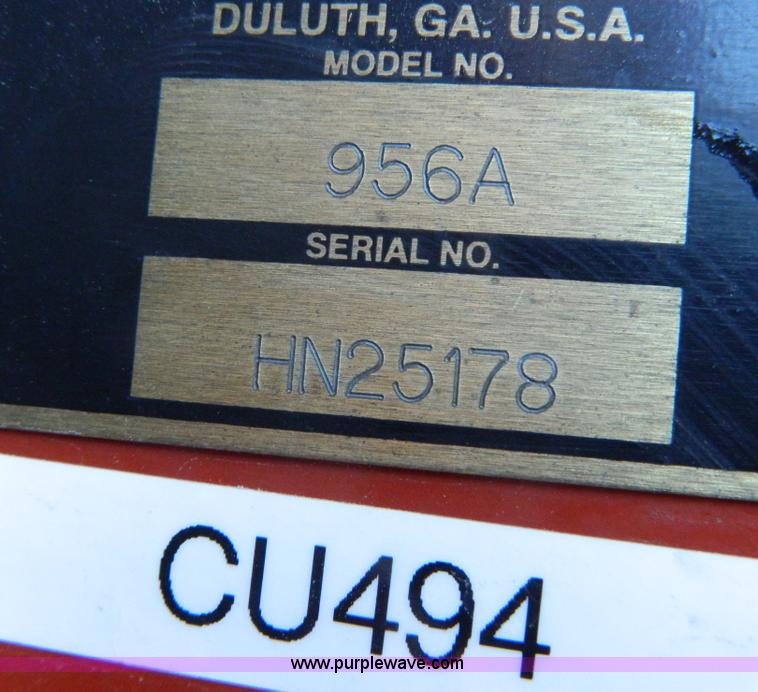 DULUTH, GA. U.S.A.
MODEL NO.
956A
SERIAL NO.
HN25178
CU494
www.purplewave.com